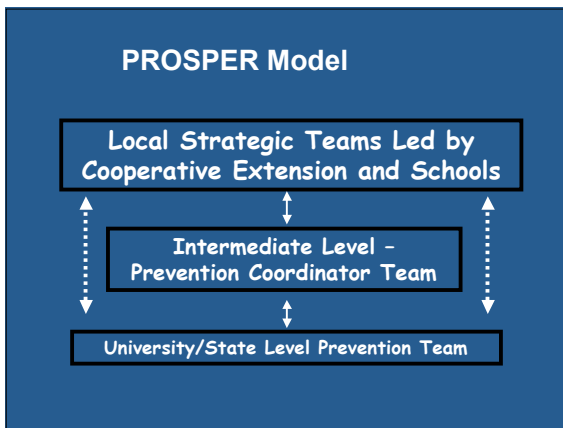 PROSPER Model
Local Strategic Teams Led by
Cooperative Extension and Schools
Intermediate Level –
Prevention Coordinator Team
University/State Level Prevention Team